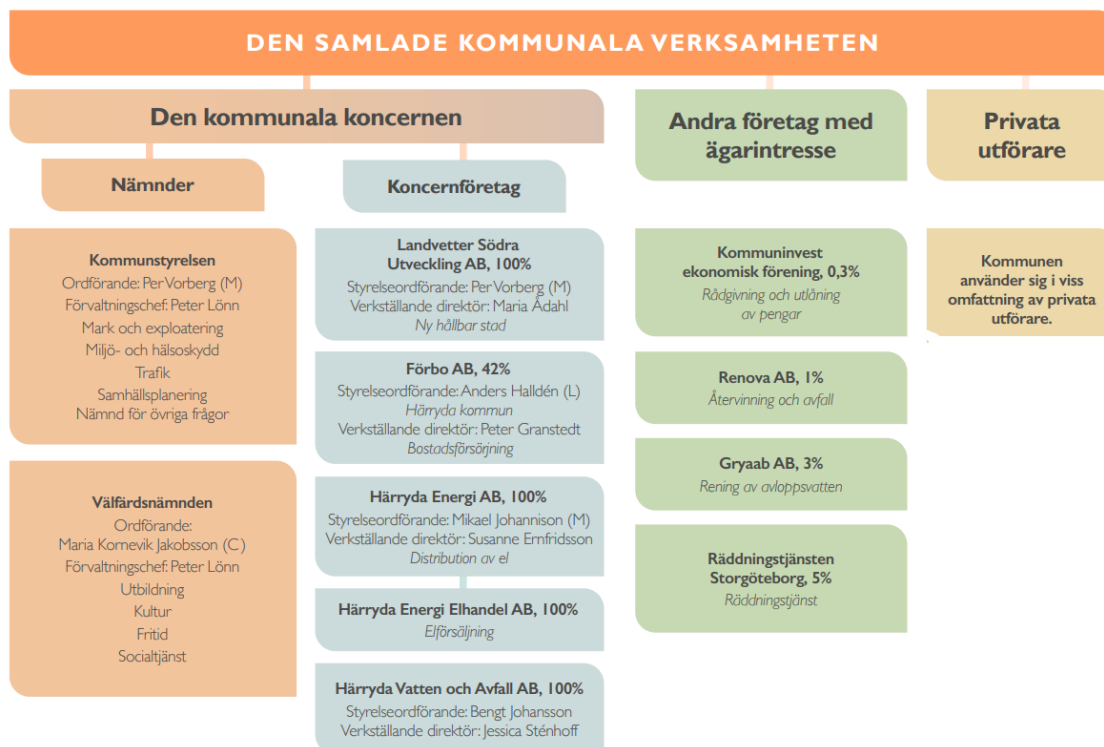 DEN SAMLADE KOMMUNALA VERKSAMHETEN
Den kommunala koncernen
Nämnder
Kommunstyrelsen
Ordförande: Per Vorberg (M)
Förvaltningschef: Peter Lönn
Mark och exploatering
Miljö- och hälsoskydd
Trafik
Samhällsplanering
Nämnd för övriga frågor
Välfärdsnämnden
Ordförande:
Maria Kornevik Jakobsson (C)
Förvaltningschef: Peter Lönn
Utbildning
Kultur
Fritid
Socialtjänst
Koncernföretag
Landvetter Södra
Utveckling AB, 100%
Styrelseordförande: Per Vorberg (M)
Verkställande direktör: Maria Ådahl
Ny hållbar stad
Förbo AB, 42%
Styrelseordförande: Anders Halldén (L)
Härryda kommun
Verkställande direktör: Peter Granstedt
Bostadsförsörjning
Härryda Energi AB, 100%
Styrelseordförande: Mikael Johannison (M)
Verkställande direktör: Susanne Ernfridsson
Distribution av el
Härryda Energi Elhandel AB, 100%
Elförsäljning
Härryda Vatten och Avfall AB, 100%
Styrelseordförande: Bengt Johansson
Verkställande direktör: Jessica Sténhoff
Andra företag med
ägarintresse
Kommuninvest
ekonomisk förening, 0,3%
Rådgivning och utlåning
av pengar
Renova AB, 1%
Återvinning och avfall
Gryaab AB, 3%
Rening av avloppsvatten
Räddningstjänsten
Storgöteborg, 5%
Räddningstjänst
Privata
utförare
Kommunen
använder sig i viss
omfattning av privata
utförare.